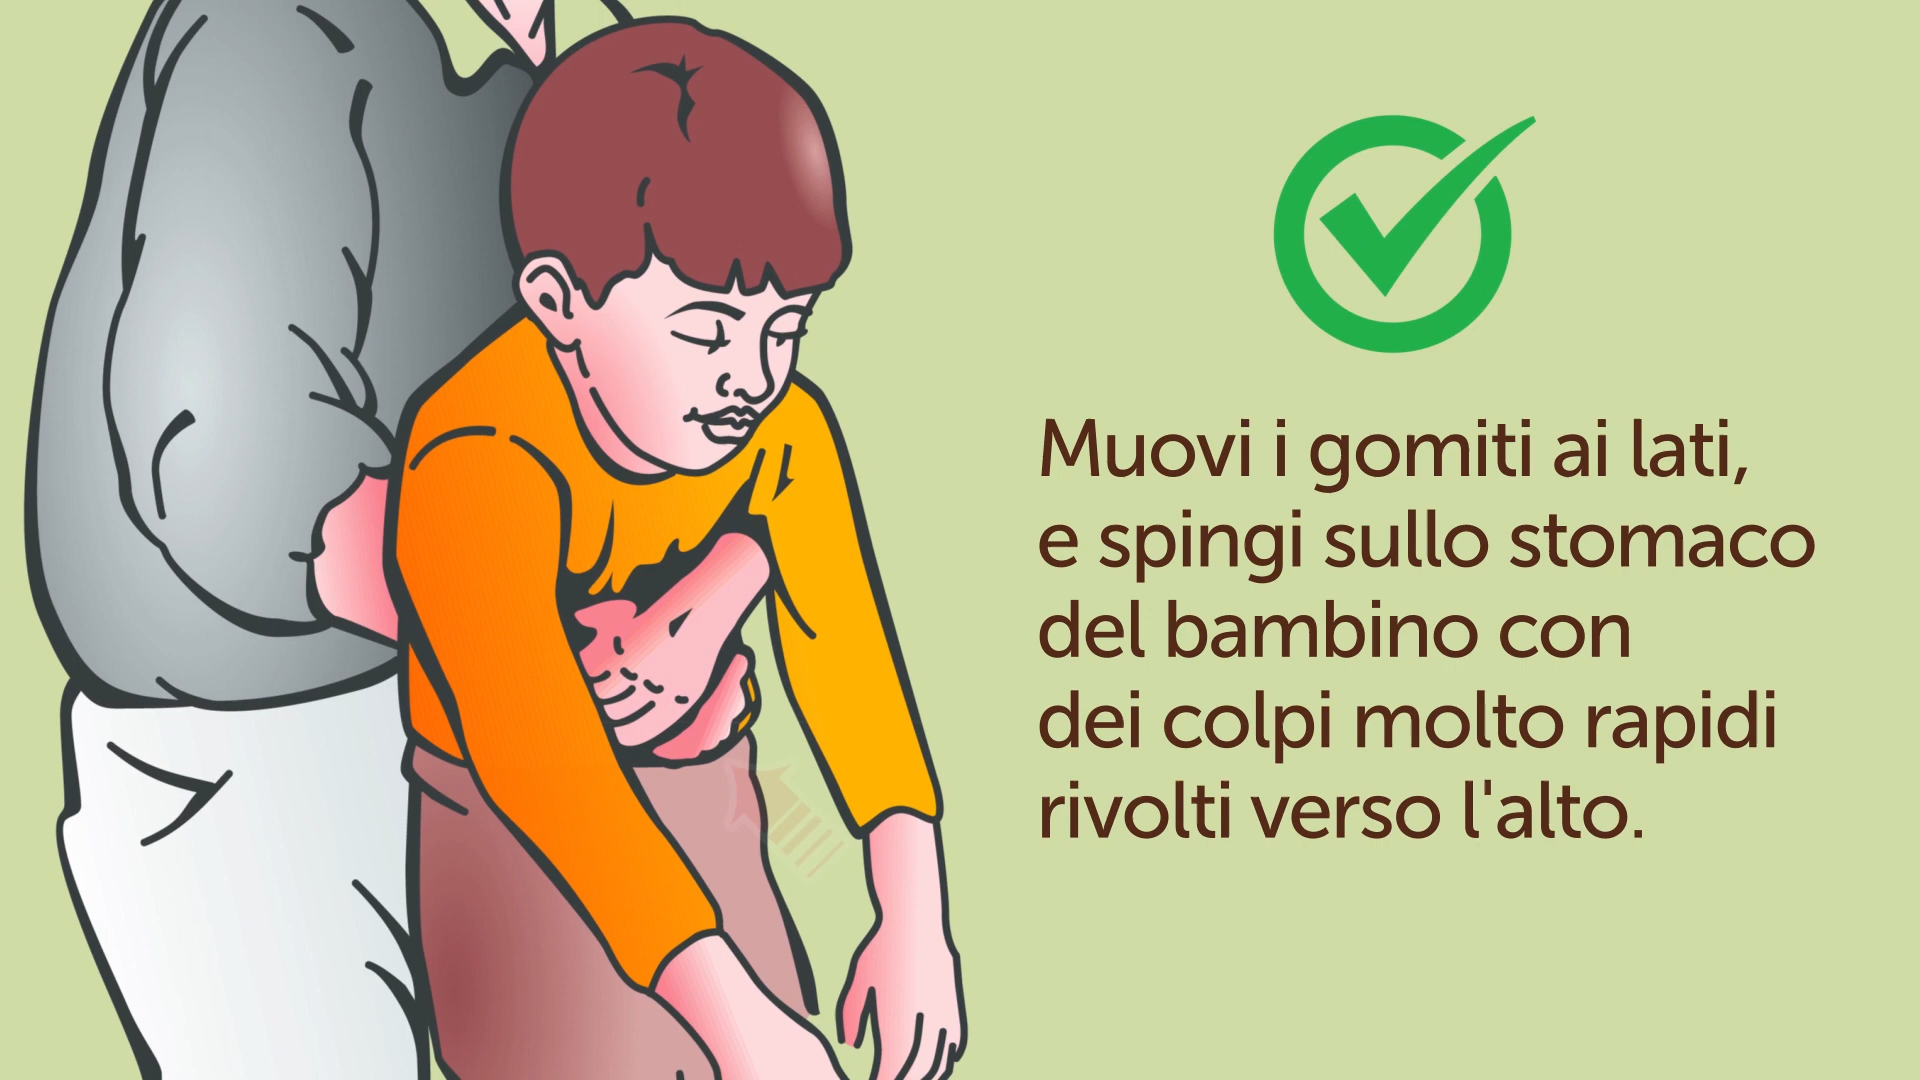 Muovi i gomiti ai lati,
e spingi sullo stomaco
del bambino con
dei colpi molto rapidi
rivolti verso l'alto.